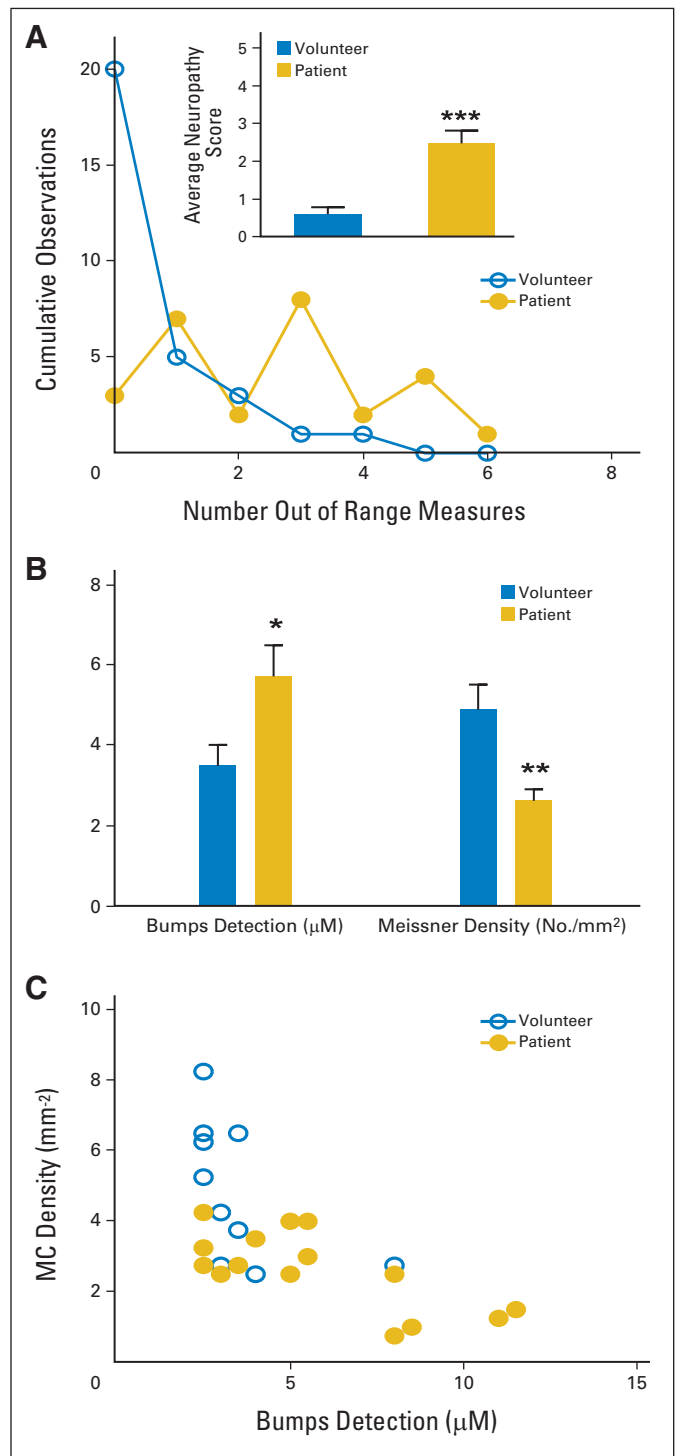 A
Cumulative Observations
20
15
10
5
0
2
4
6
8
Number Out of Range Measures
Average Neuropathy
Score
5
4
3
2
1
0
Volunteer
Patient
***
Volunteer
Patient
B
8
6
4
2
0
Volunteer
Patient
*
**
Bumps Detection (µM)
Meissner Density (No./mm²)
C
MC Density (mm⁻²)
10
8
6
4
2
0
5
10
15
Volunteer
Patient
Bumps Detection (µM)